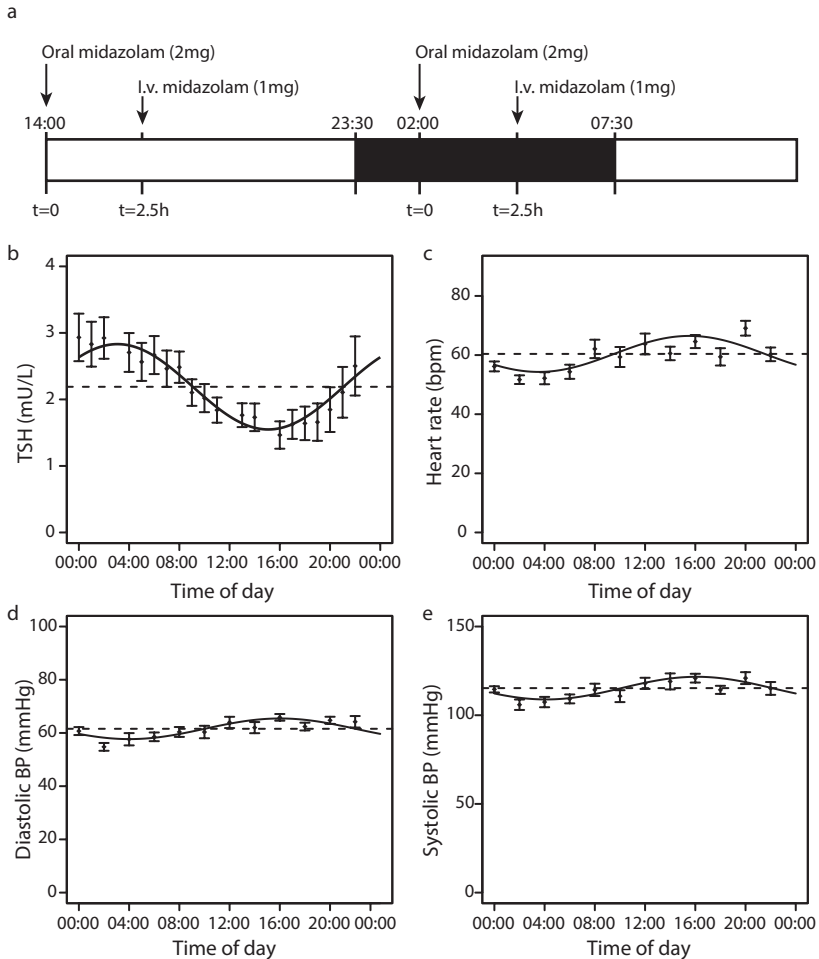 a
Oral midazolam (2mg)
Oral midazolam (2mg)
I.v. midazolam (1mg)
I.v. midazolam (1mg)
14:00
23:30
02:00
07:30
t=0
t=2.5h
t=0
t=2.5h
b
4
3
2
1
0
TSH (mU/L)
00:00 04:00 08:00 12:00 16:00 20:00 00:00
Time of day
c
80
60
40
20
0
Heart rate (bpm)
00:00 04:00 08:00 12:00 16:00 20:00 00:00
Time of day
d
100
80
60
40
20
0
Diastolic BP (mmHg)
00:00 04:00 08:00 12:00 16:00 20:00 00:00
Time of day
e
150
100
50
0
Systolic BP (mmHg)
00:00 04:00 08:00 12:00 16:00 20:00 00:00
Time of day